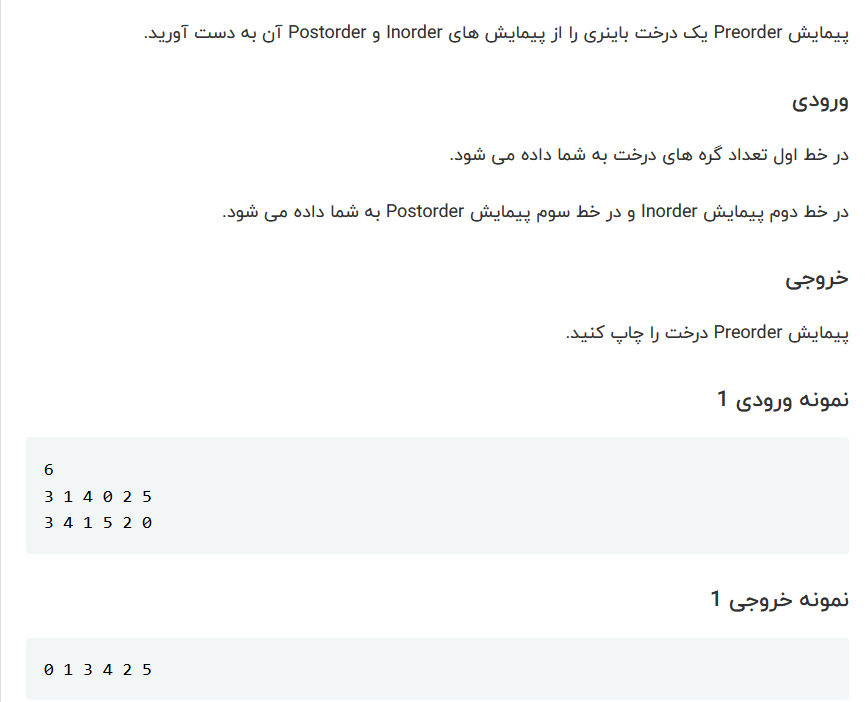 پیمایش Preorder یک درخت باینری را از پیمایش های Inorder و Postorder آن به دست آورید.
ورودی
در خط اول تعداد گره های درخت به شما داده می شود.
در خط دوم پیمایش Inorder و در خط سوم پیمایش Postorder به شما داده می شود.
خروجی
پیمایش Preorder درخت را چاپ کنید.
نمونه ورودی 1
6
3 1 4 0 2 5
3 4 1 5 2 0
نمونه خروجی 1
0 1 3 4 2 5